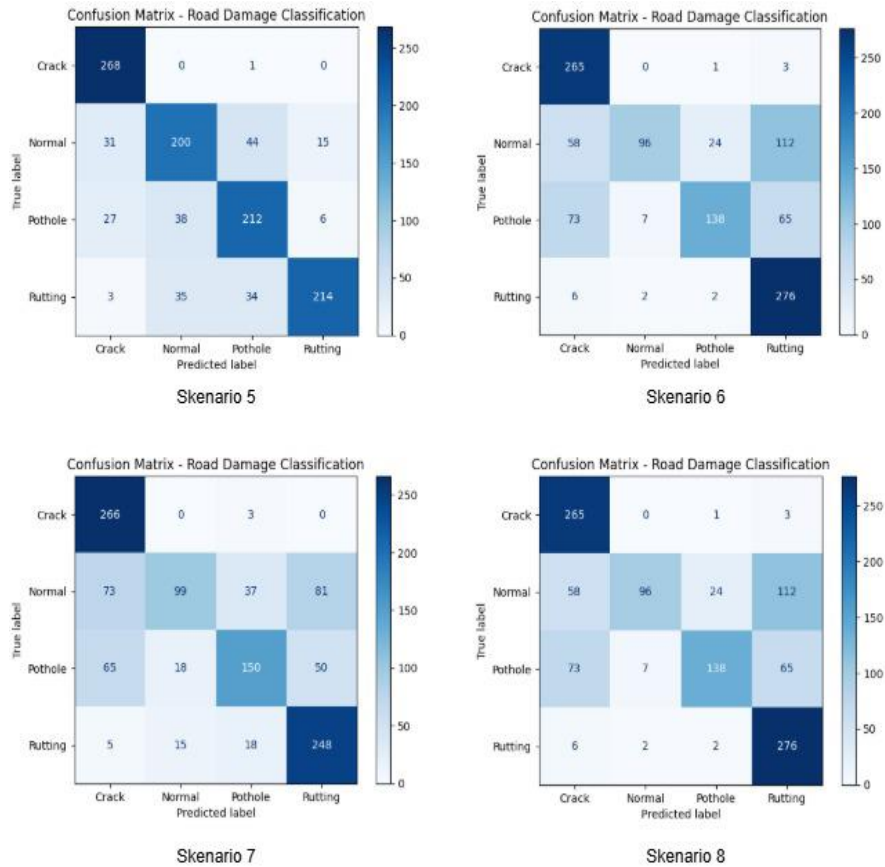 Confusion Matrix - Road Damage Classification
Crack 268 0 1 0
Normal 31 200 44 15
Pothole 27 38 212 6
Rutting 3 35 34 214
Crack Normal Pothole Rutting
Predicted label
True label
250
200
150
100
50
0
Skenario 5
Confusion Matrix - Road Damage Classification
Crack 265 0 1 3
Normal 58 96 24 112
Pothole 73 7 138 65
Rutting 6 2 2 276
Crack Normal Pothole Rutting
Predicted label
True label
250
200
150
100
50
0
Skenario 6
Confusion Matrix - Road Damage Classification
Crack 266 0 3 0
Normal 73 99 37 81
Pothole 65 18 150 50
Rutting 5 15 18 248
Crack Normal Pothole Rutting
Predicted label
True label
250
200
150
100
50
0
Skenario 7
Confusion Matrix - Road Damage Classification
Crack 265 0 1 3
Normal 58 96 24 112
Pothole 73 7 138 65
Rutting 6 2 2 276
Crack Normal Pothole Rutting
Predicted label
True label
250
200
150
100
50
0
Skenario 8